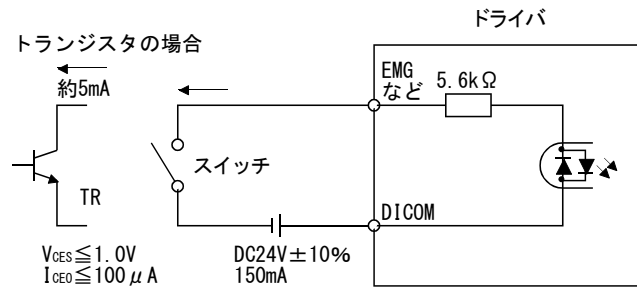 ドライバ
トランジスタの場合
約5mA
EMG
など
5.6kΩ
スイッチ
TR
DICOM
VCES≦1.0V
ICEO≦100μA
DC24V±10%
150mA